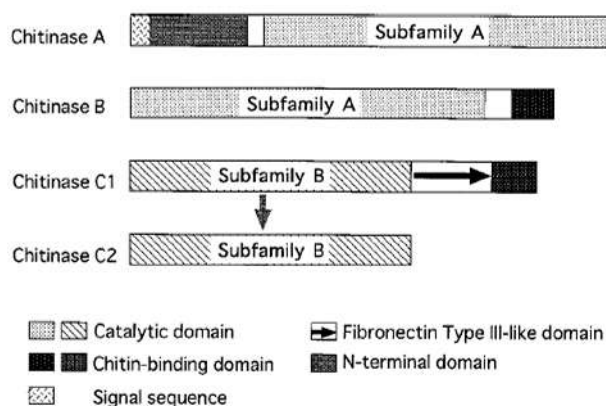 Chitinase A Subfamily A
Chitinase B Subfamily A
Chitinase C1 Subfamily B
Chitinase C2 Subfamily B
Catalytic domain Fibronectin Type III-like domain
Chitin-binding domain N-terminal domain
Signal sequence